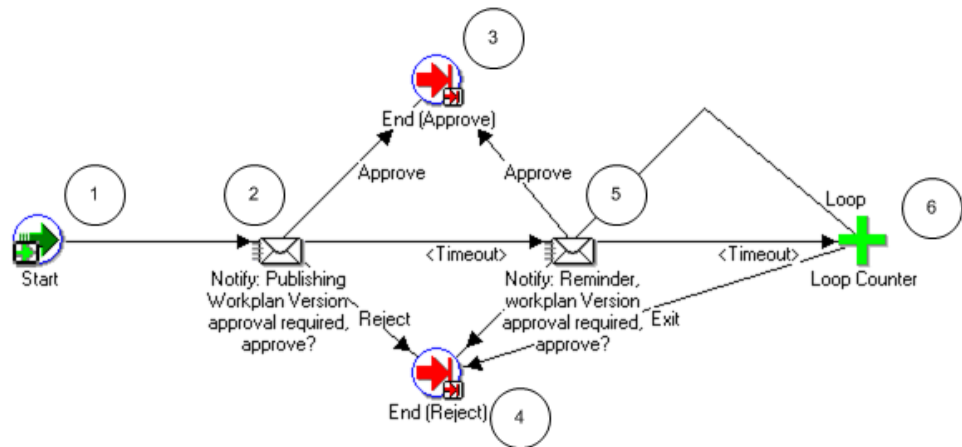 3
End (Approve)
Approve
Approve
1
2
5
6
Loop
Start
<Timeout>
<Timeout>
Notify: Publishing
Workplan Version
approval required,
approve?
Notify: Reminder,
workplan Version
approval required,
approve?
Loop Counter
Reject
Exit
End (Reject)
4